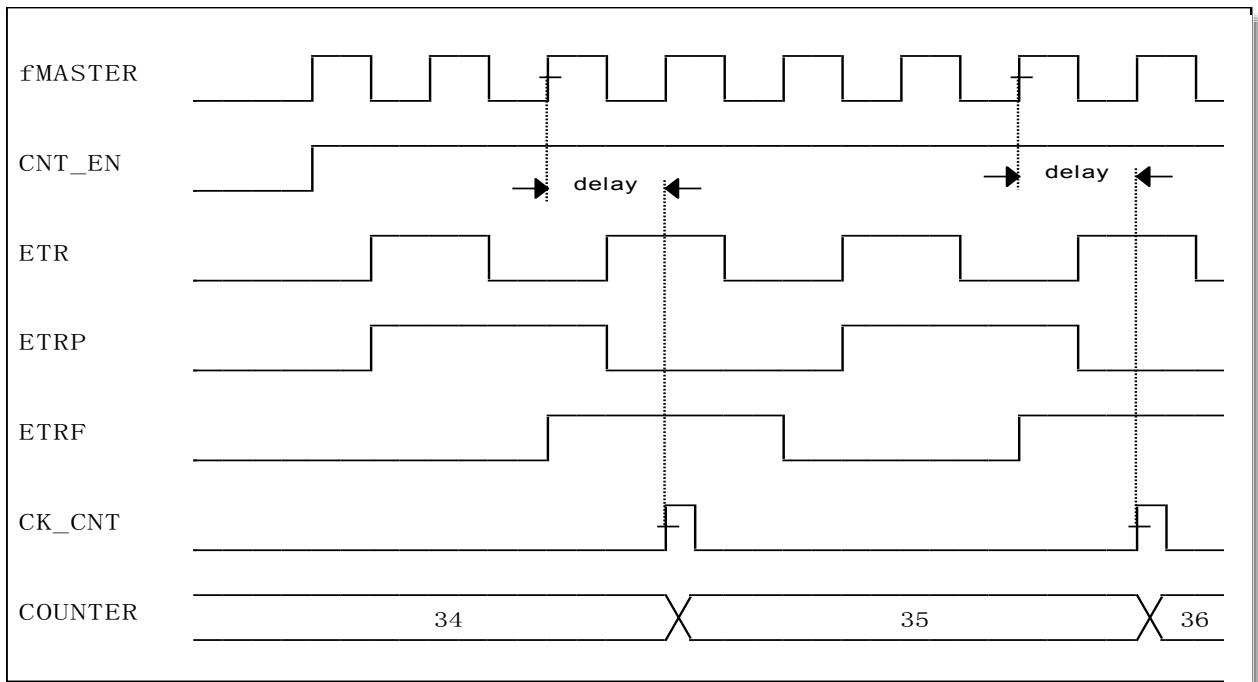 fMASTER
CNT_EN
delay
delay
ETR
ETRP
ETRF
CK_CNT
COUNTER
34
35
36